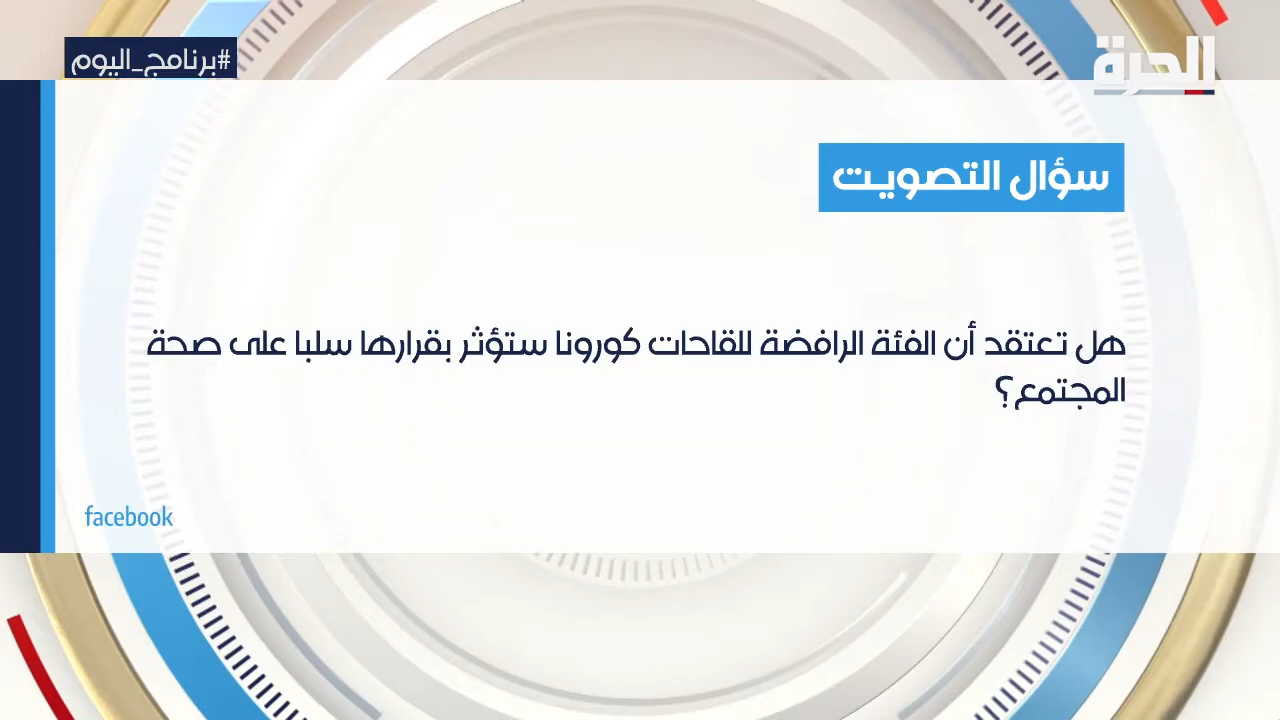 #برنامج_اليوم
الحرة
سؤال التصويت
هل تعتقد أن الفئة الرافضة للقاحات كورونا ستؤثر بقرارها سلبا على صحة
المجتمع؟
facebook